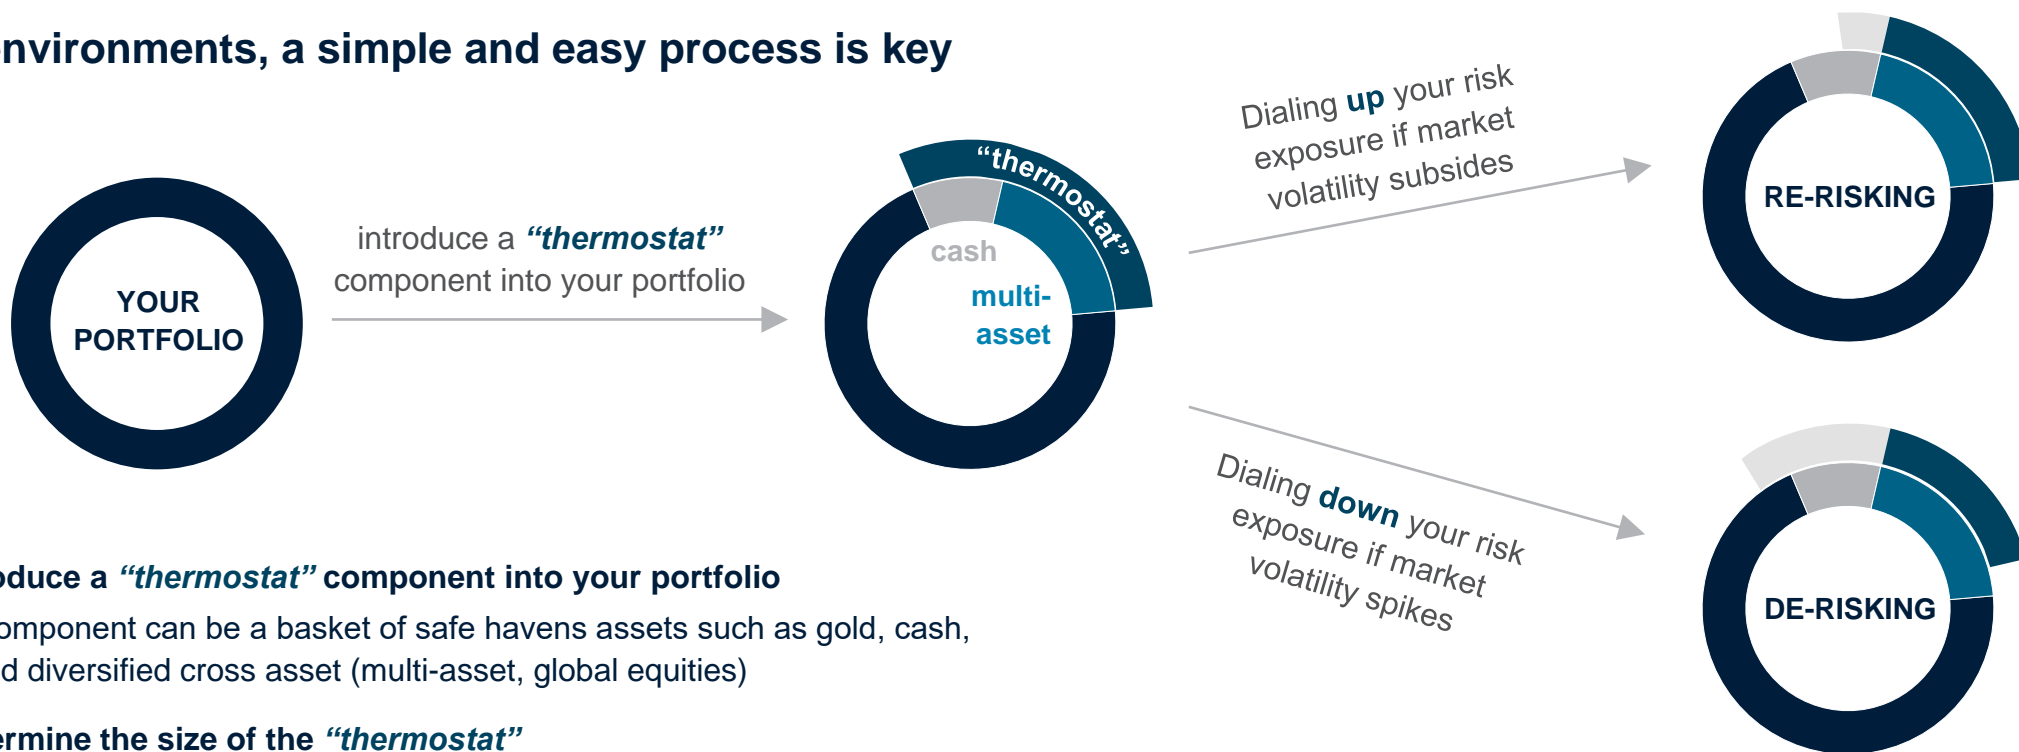 nvironments, a simple and easy process is key
YOUR
PORTFOLIO
introduce a “thermostat”
component into your portfolio
“thermostat”
cash
multi-
asset
Dialing up your risk
exposure if market
volatility subsides
RE-RISKING
Dialing down your risk
exposure if market
volatility spikes
DE-RISKING
oduce a “thermostat” component into your portfolio
omponent can be a basket of safe havens assets such as gold, cash,
d diversified cross asset (multi-asset, global equities)
ermine the size of the “thermostat”